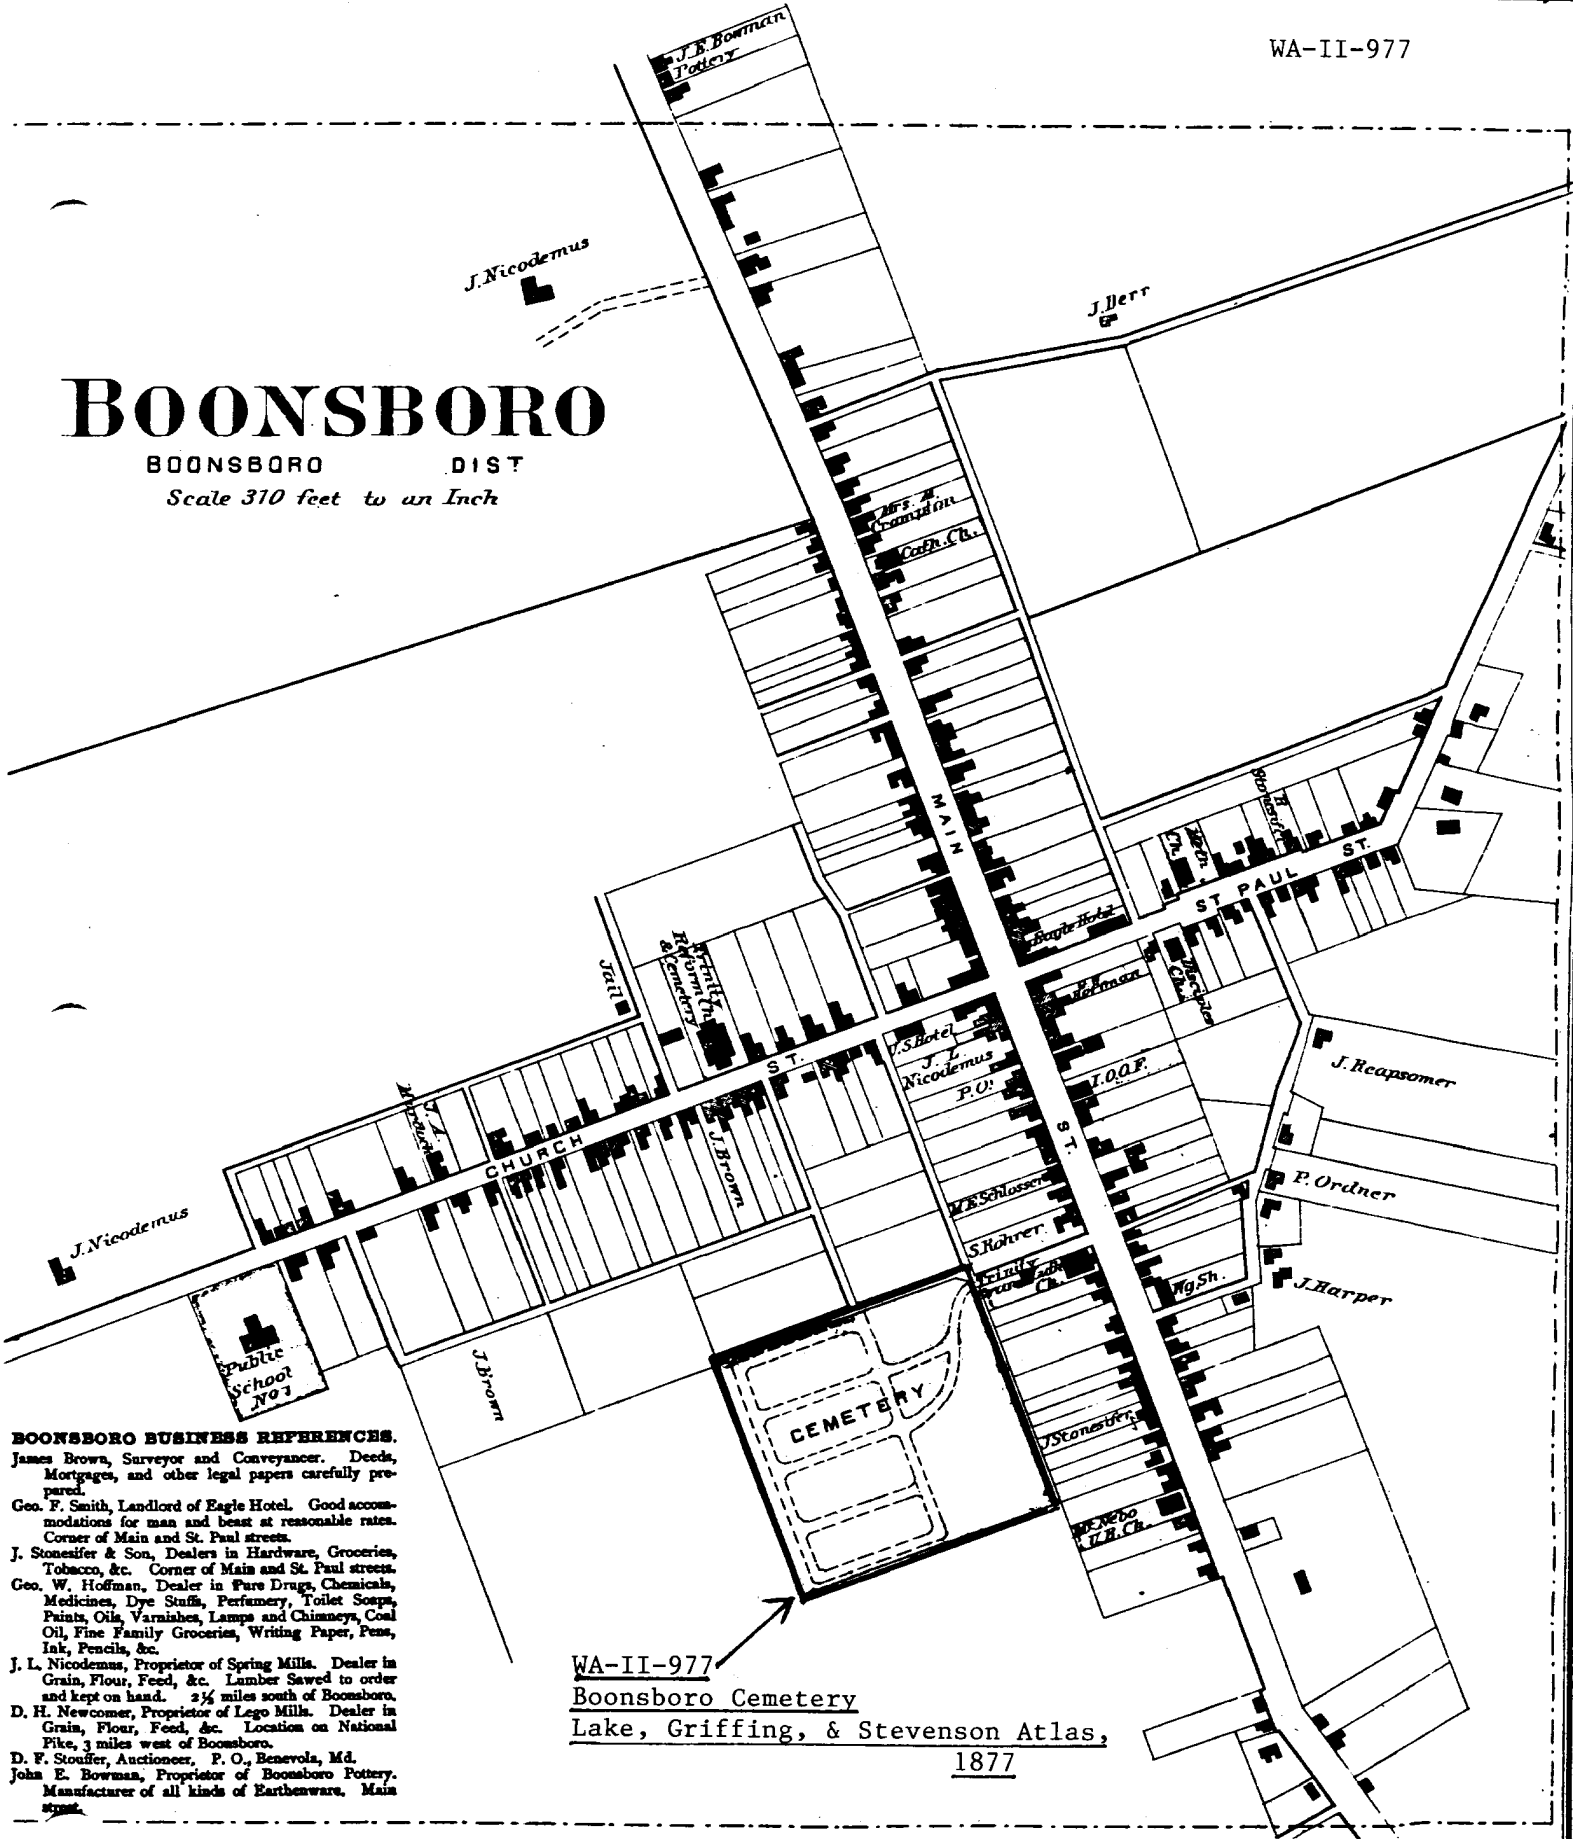 WA-II-977
J.E. Bowman
Pottery
J. Nicodemus
J. Derr
BOONSBORO
BOONSBORO DIST
Scale 310 feet to an Inch
Mrs. M.
Crampton
Cath. Ch.
MAIN
Meth.
Ch.
ST PAUL ST.
Eagle Hotel
Disciples
Ch.
Jail
Trinity
Reform Ch.
& Cemetery
U.S. Hotel
J. L.
Nicodemus
P.O.
I.O.O.F.
J. Reapsomer
ST.
J.A.
CHURCH ST.
J. Brown
M.E. Schlosser
P. Ordner
S. Rohrer
J. Nicodemus
Trinity
Ch.
Wg. Sh.
J. Harper
Public
School
No 1
J. Brown
CEMETERY
J Stonesifer
Mt. Nebo
U.B. Ch.
BOONSBORO BUSINESS REFERENCES.
James Brown, Surveyor and Conveyancer. Deeds,
Mortgages, and other legal papers carefully pre-
pared.
Geo. F. Smith, Landlord of Eagle Hotel. Good accom-
modations for man and beast at reasonable rates.
Corner of Main and St. Paul streets.
J. Stonesifer & Son, Dealers in Hardware, Groceries,
Tobacco, &c. Corner of Main and St. Paul streets.
Geo. W. Hoffman, Dealer in Pure Drugs, Chemicals,
Medicines, Dye Stuffs, Perfumery, Toilet Soaps,
Paints, Oils, Varnishes, Lamps and Chimneys, Coal
Oil, Fine Family Groceries, Writing Paper, Pens,
Ink, Pencils, &c.
J. L. Nicodemus, Proprietor of Spring Mills. Dealer in
Grain, Flour, Feed, &c. Lumber Sawed to order
and kept on hand. 2½ miles south of Boonsboro.
D. H. Newcomer, Proprietor of Lego Mills. Dealer in
Grain, Flour, Feed, &c. Location on National
Pike, 3 miles west of Boonsboro.
D. F. Stouffer, Auctioneer, P. O., Benevola, Md.
John E. Bowman, Proprietor of Boonsboro Pottery.
Manufacturer of all kinds of Earthenware. Main
street.
WA-II-977
Boonsboro Cemetery
Lake, Griffing, & Stevenson Atlas,
1877